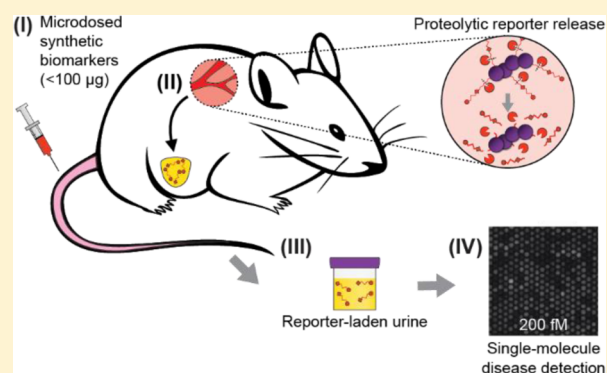 (I) Microdosed
synthetic
biomarkers
(<100 µg)
Proteolytic reporter release
(II)
(III)
Reporter-laden urine
(IV)
200 fM
Single-molecule
disease detection